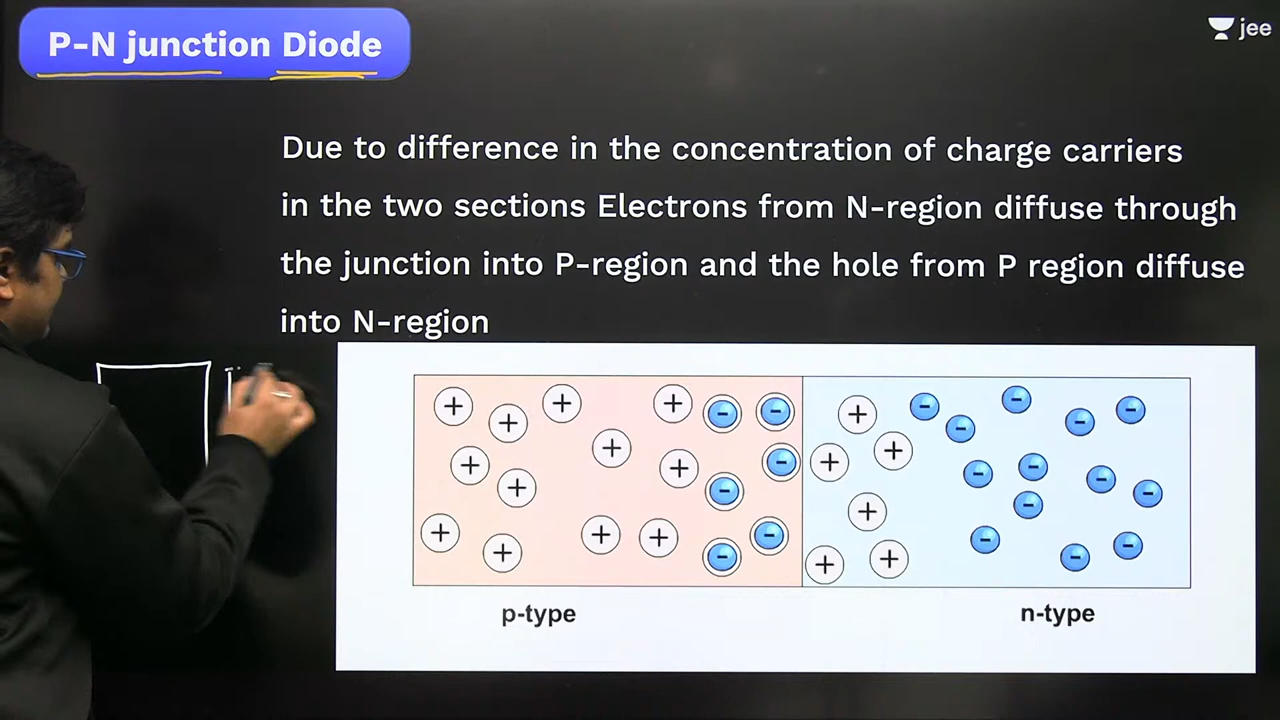 P-N junction Diode
jee
Due to difference in the concentration of charge carriers
in the two sections Electrons from N-region diffuse through
the junction into P-region and the hole from P region diffuse
into N-region
+ + + + - - + - -
+ + + - + + -
+ + + - + + -
+ + + + - - + + - - -
p-type
n-type